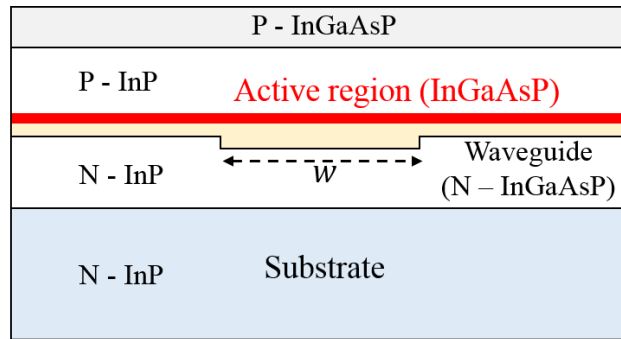 P - InGaAsP
P - InP
Active region (InGaAsP)
N - InP
w
Waveguide
(N – InGaAsP)
N - InP
Substrate